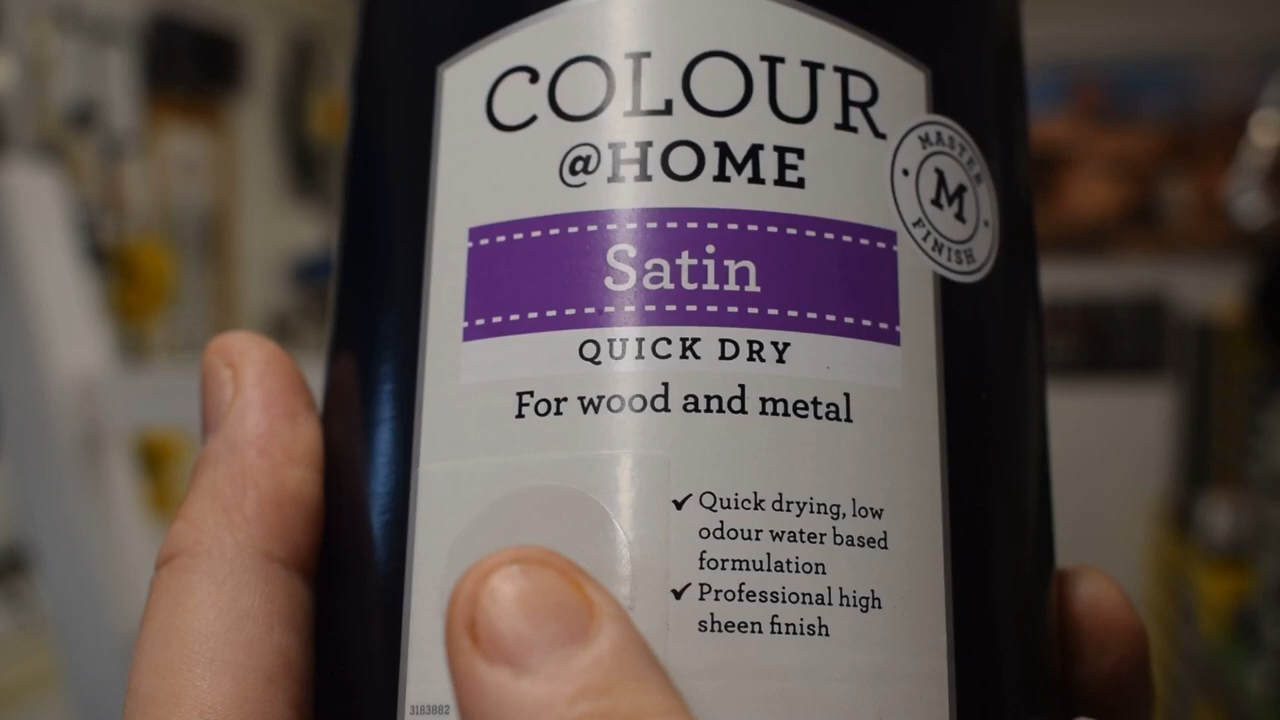 COLOUR
@HOME
MASTER
M
FINISH
Satin
QUICK DRY
For wood and metal
✔ Quick drying, low
odour water based
formulation
✔ Professional high
sheen finish
3183882